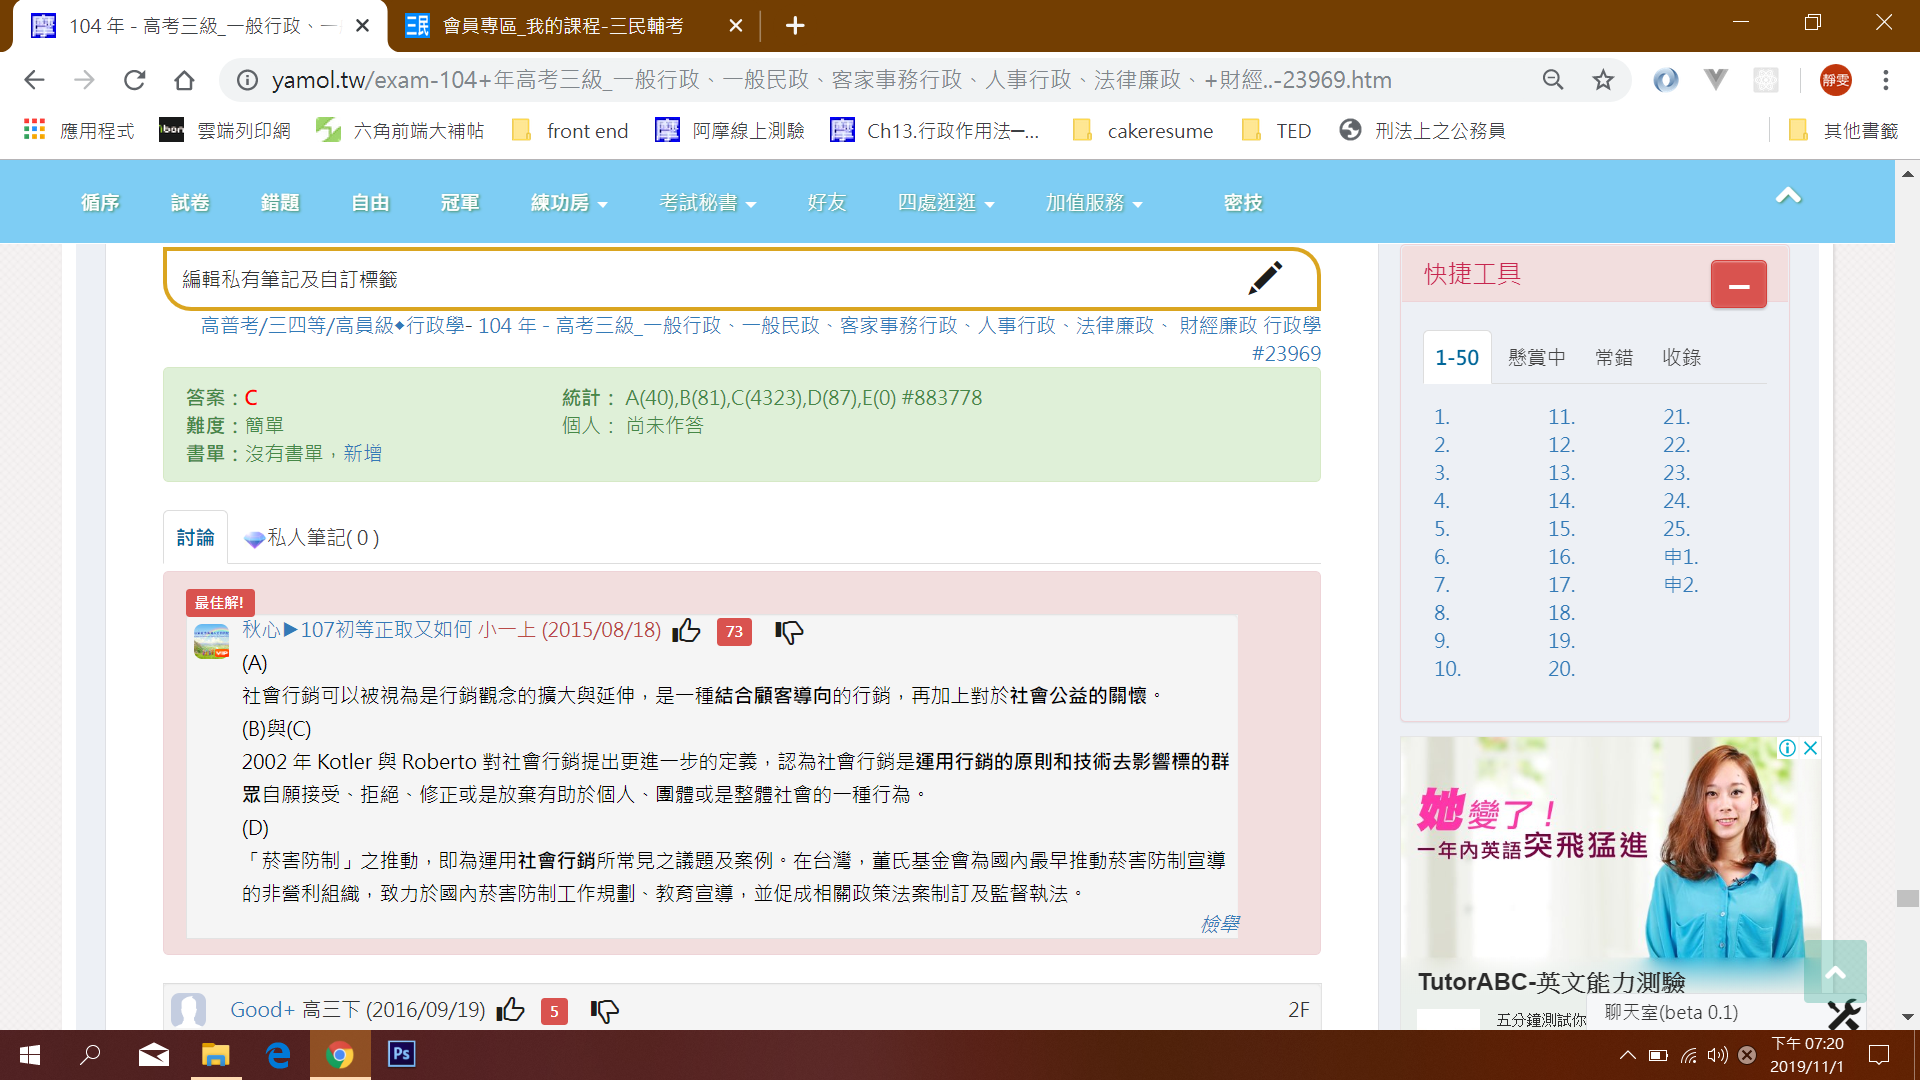 104 年 - 高考三級_一般行政、一
會員專區_我的課程-三民輔考
yamol.tw/exam-104+年高考三級_一般行政、一般民政、客家事務行政、人事行政、法律廉政、+財經..-23969.htm
靜雯
應用程式
ibon
雲端列印網
六角前端大補帖
front end
阿摩線上測驗
Ch13.行政作用法─...
cakeresume
TED
刑法上之公務員
其他書籤
循序
試卷
錯題
自由
冠軍
練功房
考試秘書
好友
四處逛逛
加值服務
密技
編輯私有筆記及自訂標籤
高普考/三四等/高員級◆行政學- 104 年 - 高考三級_一般行政、一般民政、客家事務行政、人事行政、法律廉政、 財經廉政 行政學
#23969
答案：C
統計： A(40),B(81),C(4323),D(87),E(0) #883778
難度：簡單
個人： 尚未作答
書單：沒有書單，新增
討論
私人筆記( 0 )
最佳解!
秋心▶107初等正取又如何 小一上 (2015/08/18)
73
(A)
社會行銷可以被視為是行銷觀念的擴大與延伸，是一種結合顧客導向的行銷，再加上對於社會公益的關懷。
(B)與(C)
2002 年 Kotler 與 Roberto 對社會行銷提出更進一步的定義，認為社會行銷是運用行銷的原則和技術去影響標的群
眾自願接受、拒絕、修正或是放棄有助於個人、團體或是整體社會的一種行為。
(D)
「菸害防制」之推動，即為運用社會行銷所常見之議題及案例。在台灣，董氏基金會為國內最早推動菸害防制宣導
的非營利組織，致力於國內菸害防制工作規劃、教育宣導，並促成相關政策法案制訂及監督執法。
檢舉
Good+ 高三下 (2016/09/19)
5
2F
快捷工具
1-50
懸賞中
常錯
收錄
1.
11.
21.
2.
12.
22.
3.
13.
23.
4.
14.
24.
5.
15.
25.
6.
16.
申1.
7.
17.
申2.
8.
18.
9.
19.
10.
20.
她變了！
一年內英語突飛猛進
TutorABC-英文能力測驗
五分鐘測試你
聊天室(beta 0.1)
Ps
下午 07:20
2019/11/1